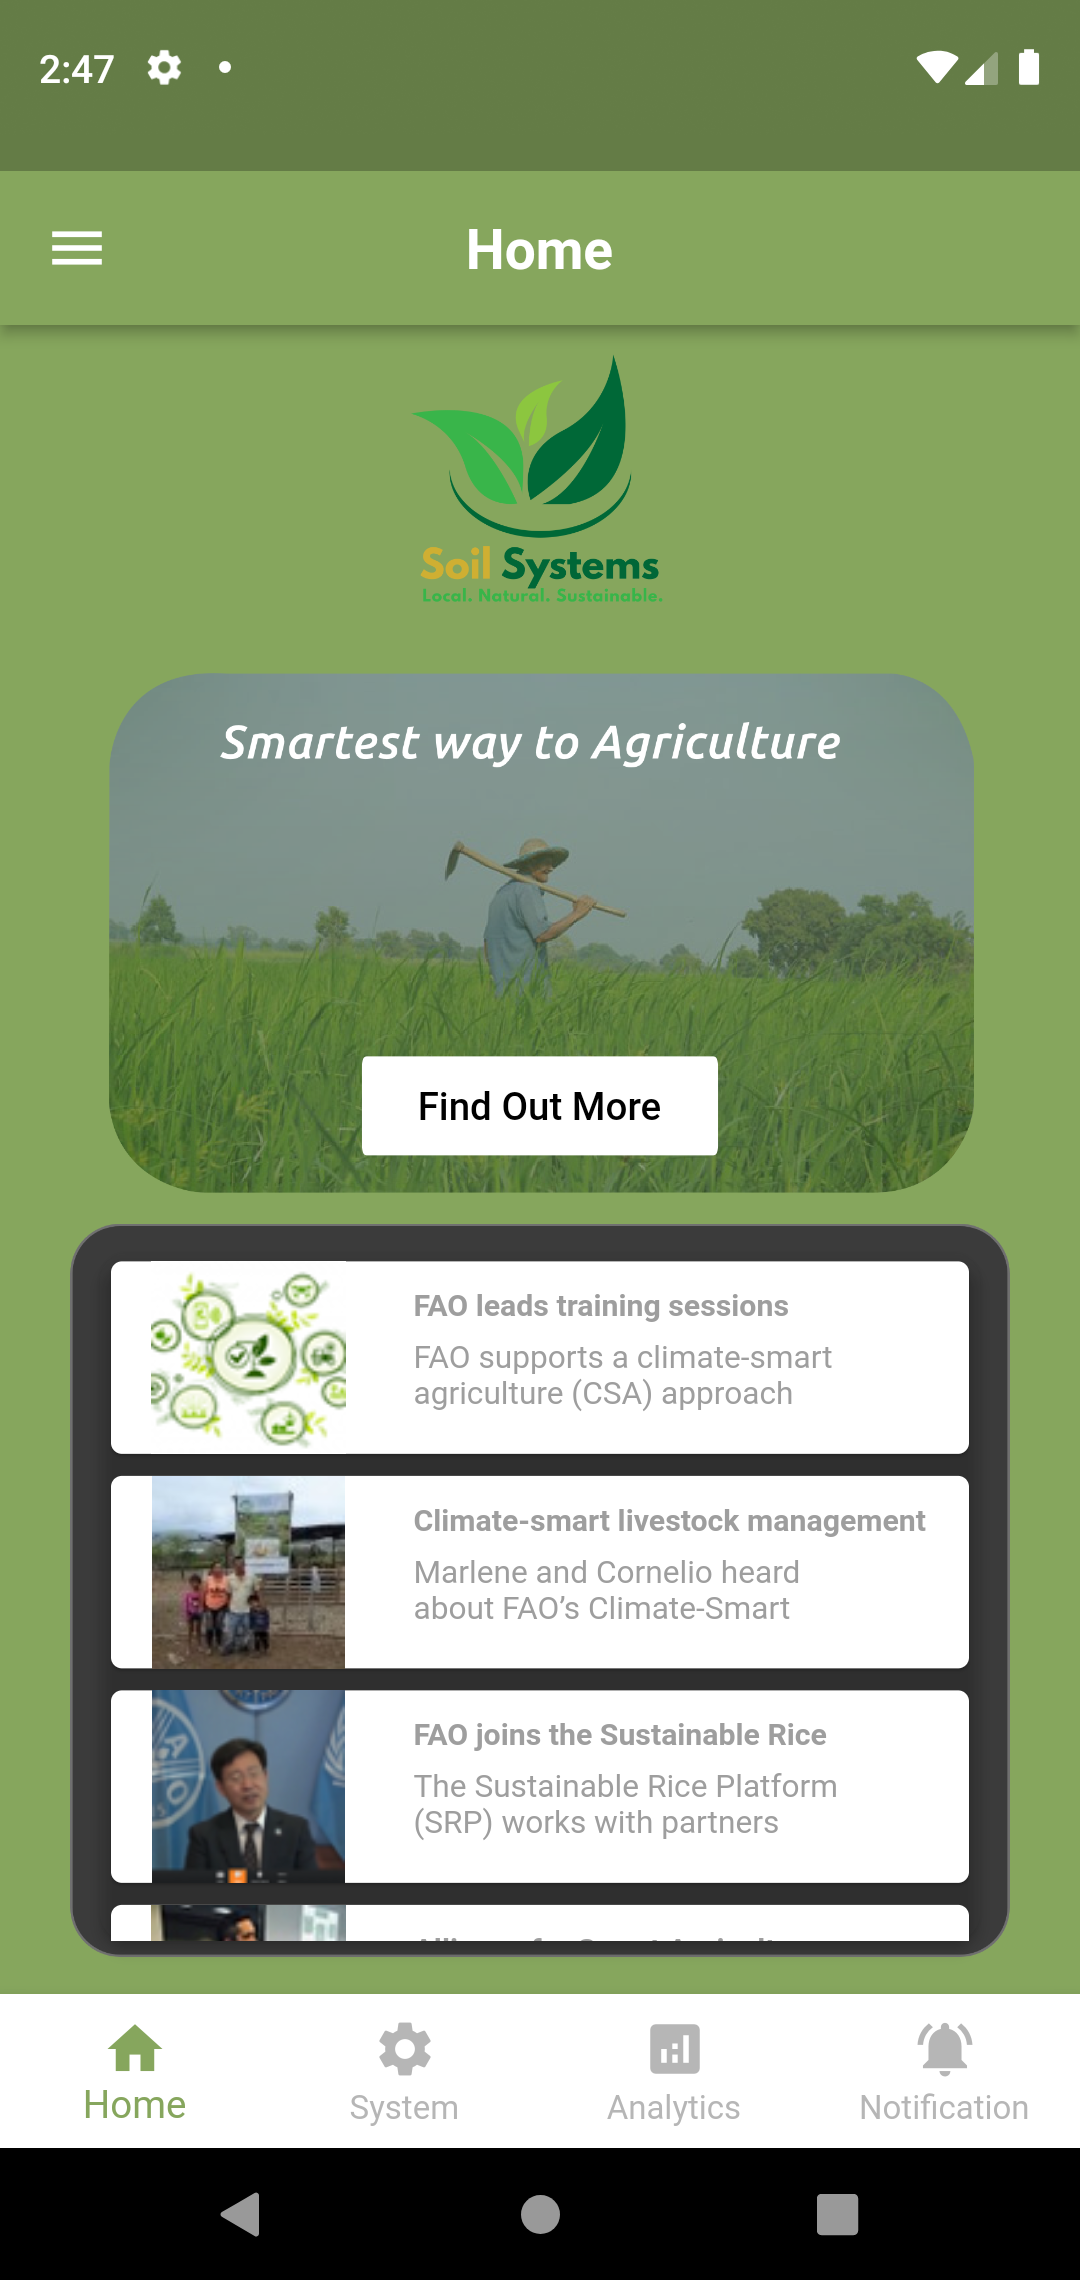 2:47
Home
Soil Systems
Local. Natural. Sustainable.
Smartest way to Agriculture
Find Out More
FAO leads training sessions
FAO supports a climate-smart
agriculture (CSA) approach
Climate-smart livestock management
Marlene and Cornelio heard
about FAO’s Climate-Smart
FAO joins the Sustainable Rice
The Sustainable Rice Platform
(SRP) works with partners
Home
System
Analytics
Notification